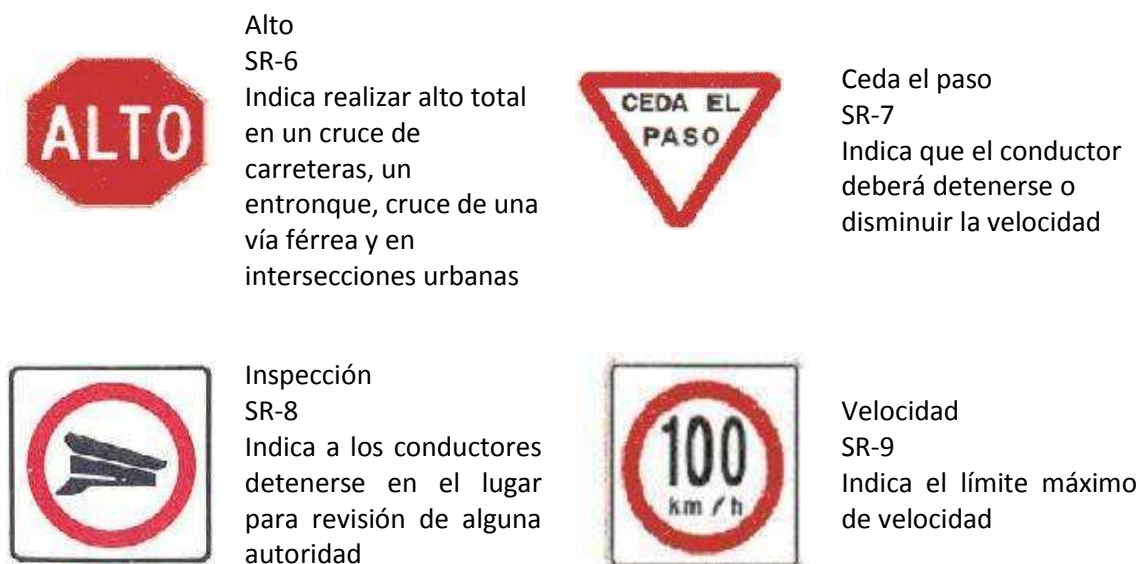 ALTO
Alto
SR-6
Indica realizar alto total
en un cruce de
carreteras, un
entronque, cruce de una
vía férrea y en
intersecciones urbanas
CEDA EL
PASO
Ceda el paso
SR-7
Indica que el conductor
deberá detenerse o
disminuir la velocidad
Inspección
SR-8
Indica a los conductores
detenerse en el lugar
para revisión de alguna
autoridad
100
km / h
Velocidad
SR-9
Indica el límite máximo
de velocidad